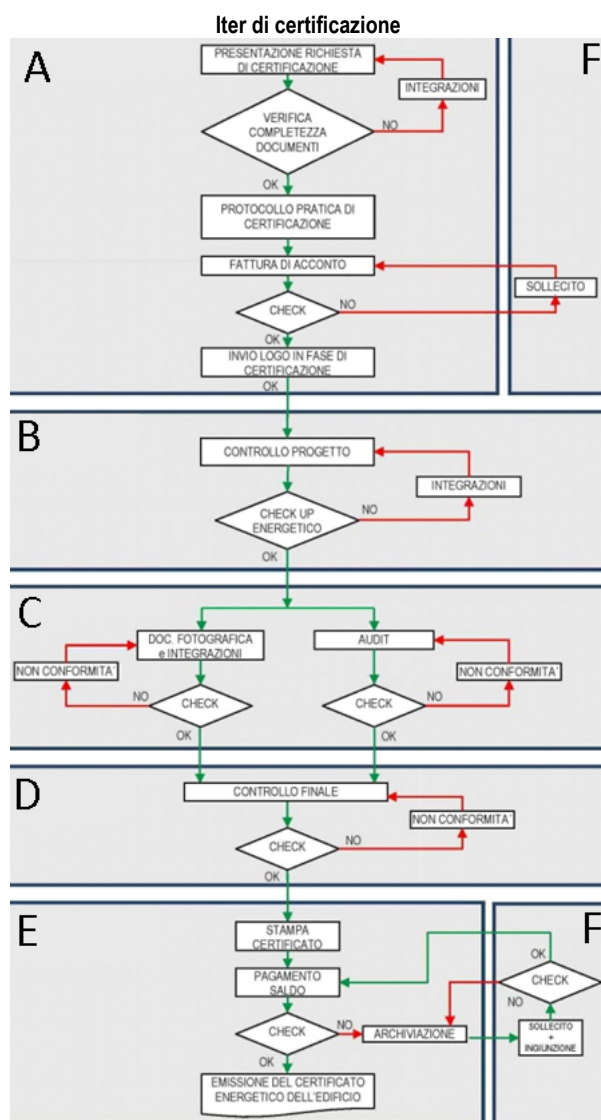 Iter di certificazione
A
F
PRESENTAZIONE RICHIESTA
DI CERTIFICAZIONE
INTEGRAZIONI
VERIFICA
COMPLETEZZA
DOCUMENTI
NO
OK
PROTOCOLLO PRATICA DI
CERTIFICAZIONE
FATTURA DI ACCONTO
SOLLECITO
CHECK
NO
OK
INVIO LOGO IN FASE DI
CERTIFICAZIONE
OK
B
CONTROLLO PROGETTO
INTEGRAZIONI
CHECK UP
ENERGETICO
NO
OK
C
DOC. FOTOGRAFICA
e INTEGRAZIONI
AUDIT
NON CONFORMITA'
NON CONFORMITA'
NO
CHECK
CHECK
NO
OK
OK
D
CONTROLLO FINALE
NON CONFORMITA'
CHECK
NO
OK
E
F
STAMPA
CERTIFICATO
OK
PAGAMENTO
SALDO
CHECK
NO
CHECK
NO
ARCHIVIAZIONE
SOLLECITO
+
INGIUNZIONE
OK
EMISSIONE DEL CERTIFICATO
ENERGETICO DELL'EDIFICIO